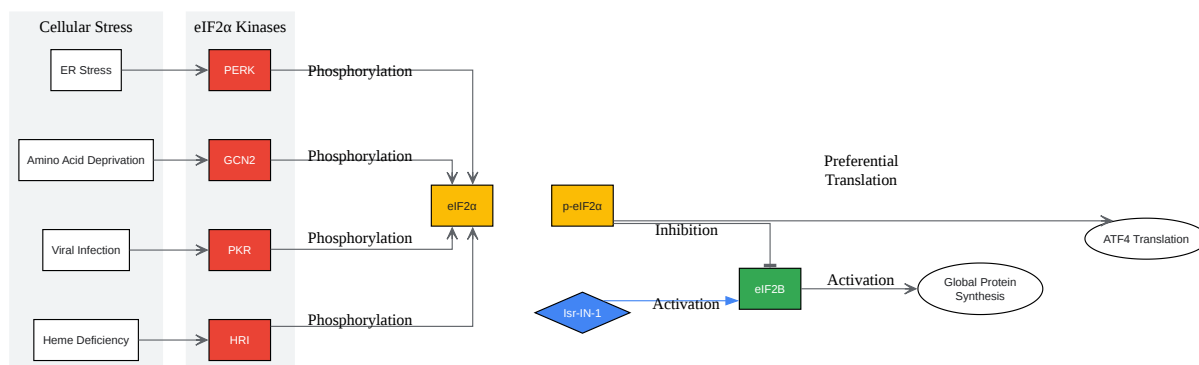 Cellular Stress
eIF2α Kinases
ER Stress
PERK
Phosphorylation
Amino Acid Deprivation
GCN2
Phosphorylation
Preferential
Translation
eIF2α
p-eIF2α
Viral Infection
PKR
Phosphorylation
Inhibition
ATF4 Translation
eIF2B
Activation
Global Protein
Synthesis
Isr-IN-1
Activation
Heme Deficiency
HRI
Phosphorylation